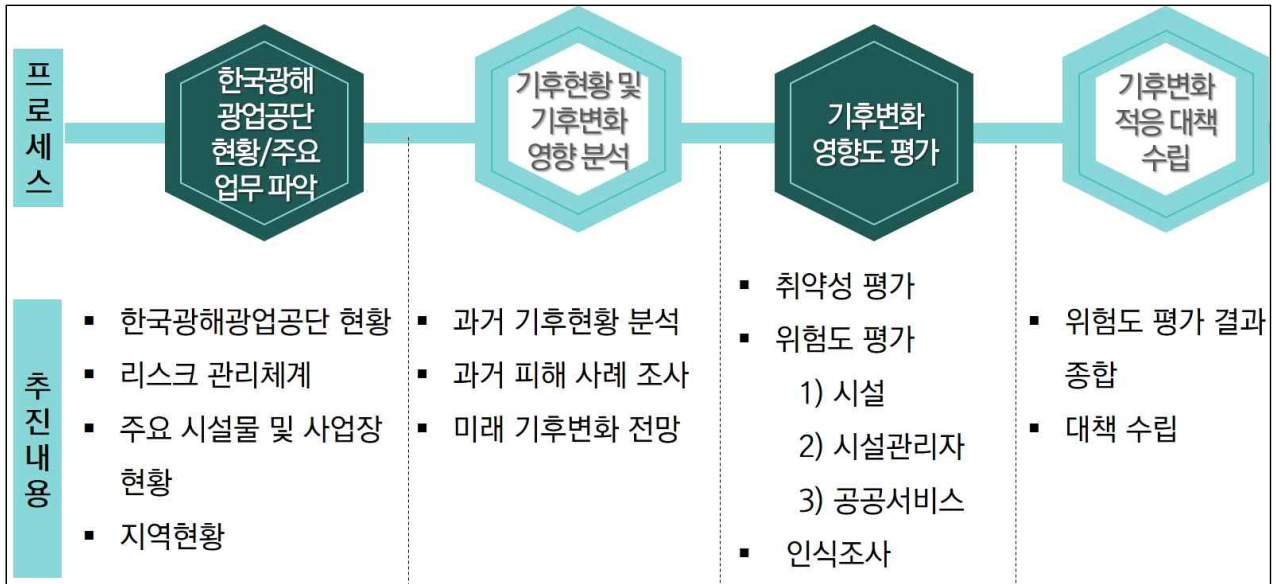 프로세스
한국광해
광업공단
현황/주요
업무 파악
기후현황 및
기후변화
영향 분석
기후변화
영향도 평가
기후변화
적응 대책
수립
추진내용
▪ 한국광해광업공단 현황
▪ 리스크 관리체계
▪ 주요 시설물 및 사업장
현황
▪ 지역현황
▪ 과거 기후현황 분석
▪ 과거 피해 사례 조사
▪ 미래 기후변화 전망
▪ 취약성 평가
▪ 위험도 평가
1) 시설
2) 시설관리자
3) 공공서비스
▪ 인식조사
▪ 위험도 평가 결과
종합
▪ 대책 수립